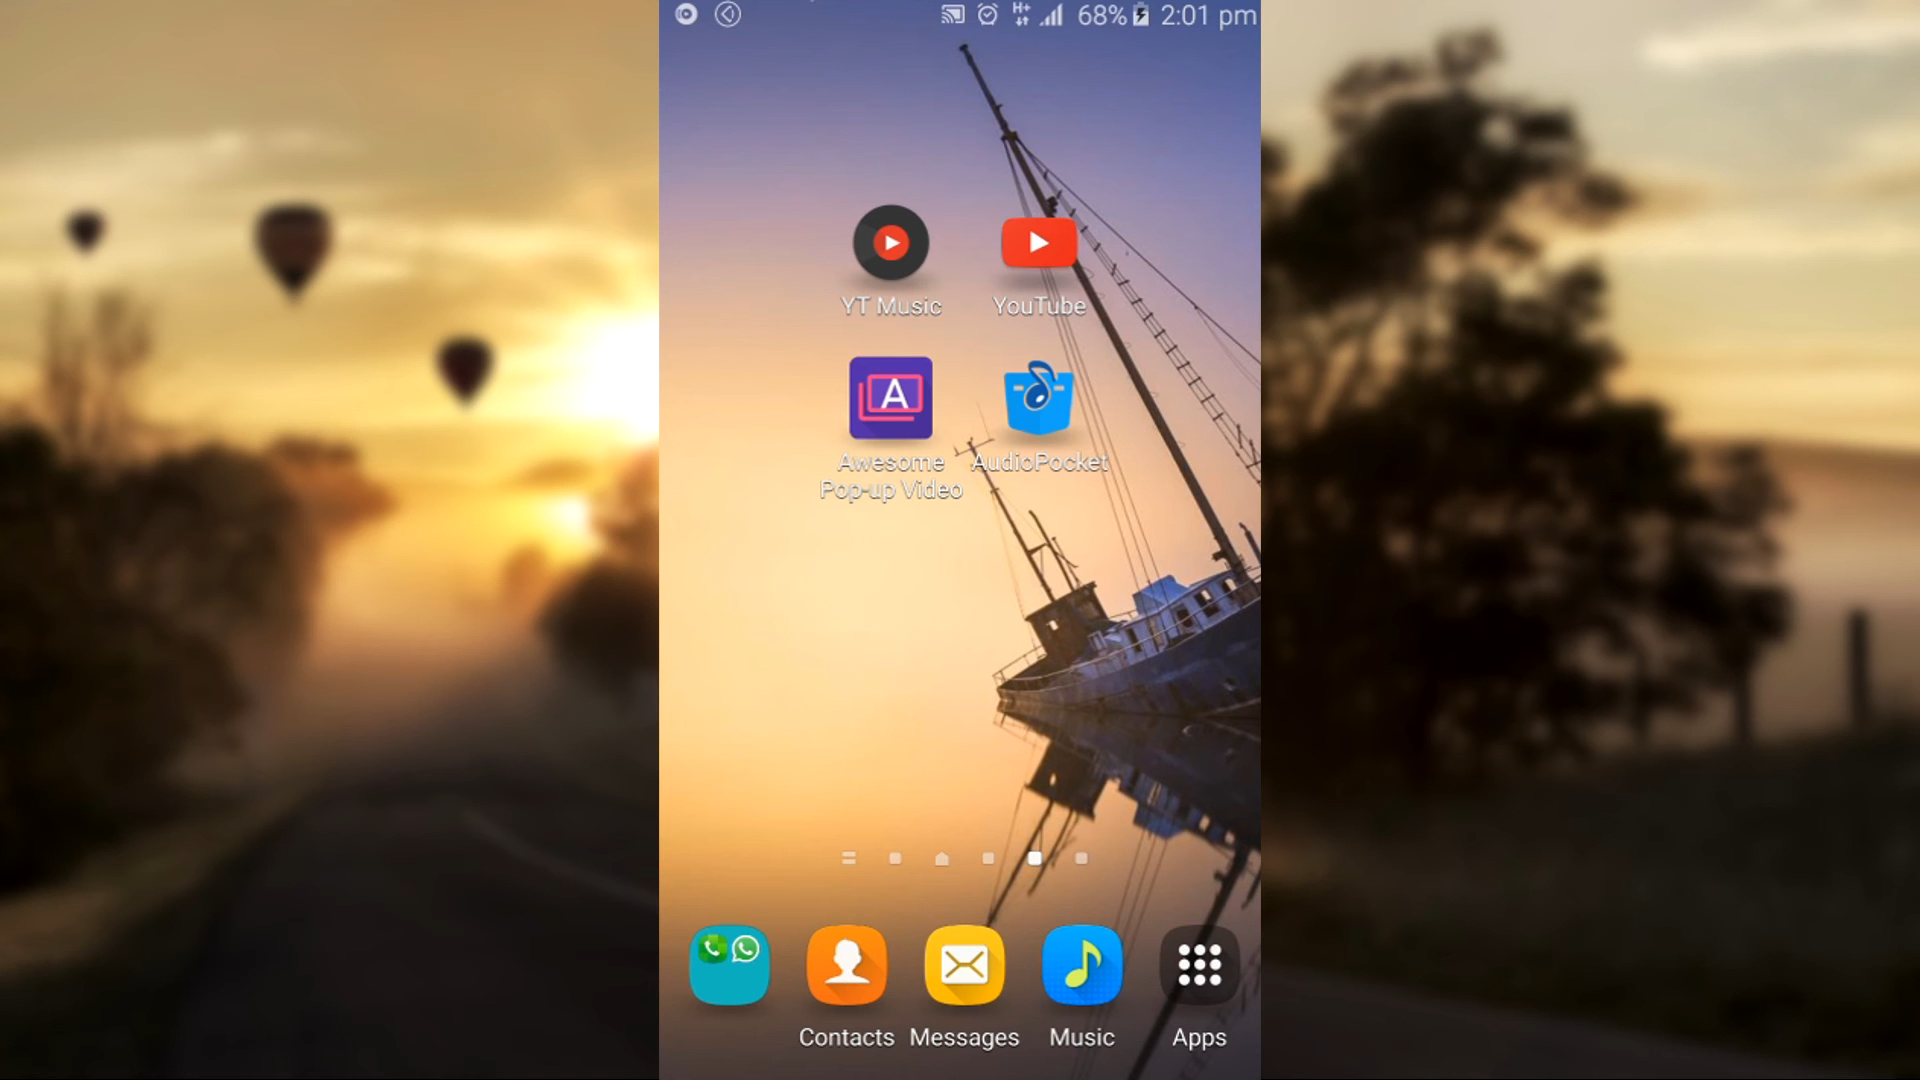 H+ 68% 2:01 pm
YT Music YouTube
A
Awesome AudioPocket
Pop-up Video
Contacts Messages Music Apps